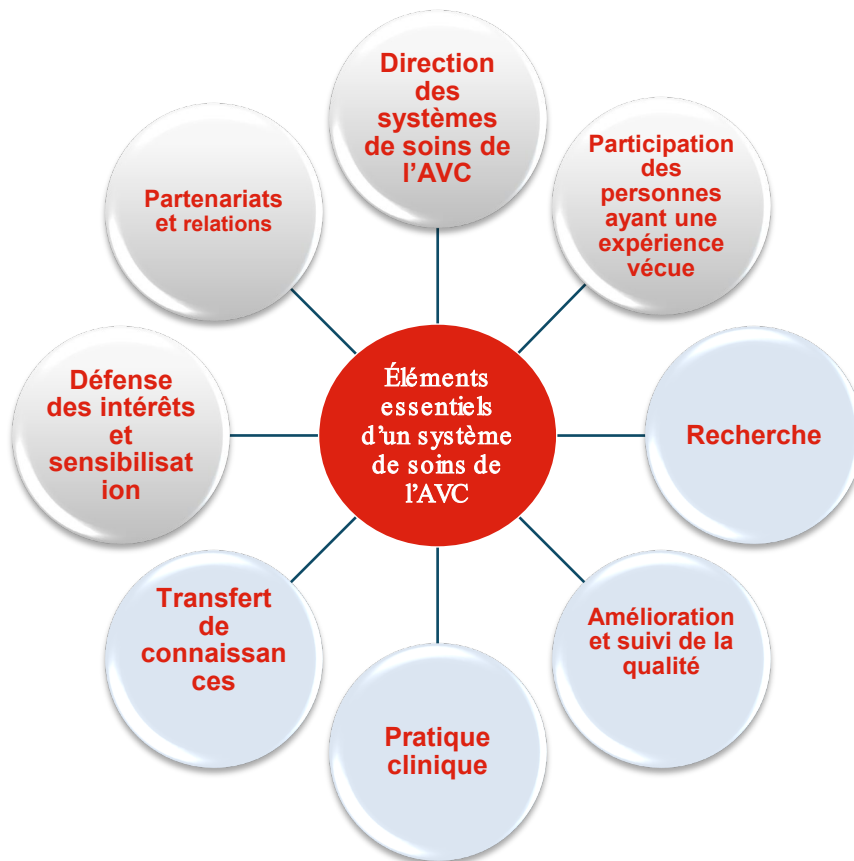 Direction
des
systèmes
de soins de
l’AVC
Participation
des
personnes
ayant une
expérience
vécue
Partenariats
et relations
Éléments
essentiels
d’un système
de soins de
l’AVC
Recherche
Défense
des intérêts
et
sensibilisat
ion
Transfert
de
connaissan
ces
Amélioration
et suivi de la
qualité
Pratique
clinique